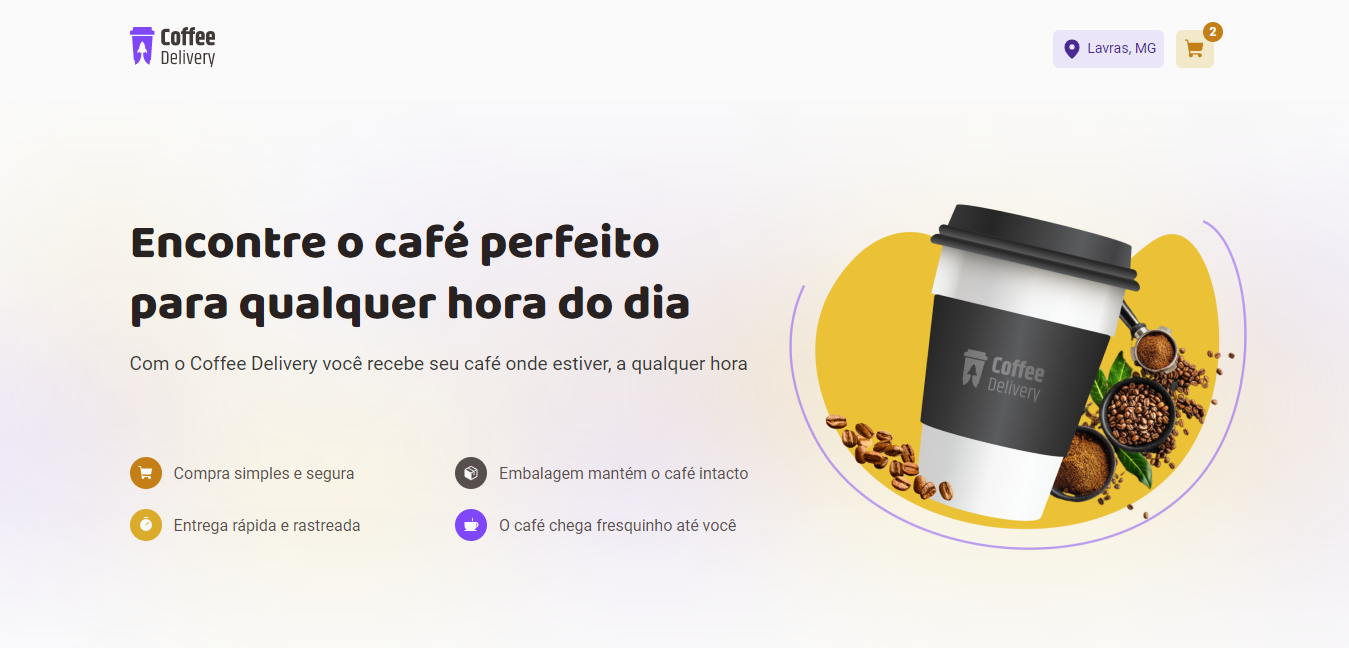 Coffee
Delivery
Lavras, MG
2
Encontre o café perfeito
para qualquer hora do dia
Com o Coffee Delivery você recebe seu café onde estiver, a qualquer hora
Compra simples e segura
Embalagem mantém o café intacto
Entrega rápida e rastreada
O café chega fresquinho até você
Coffee
Delivery